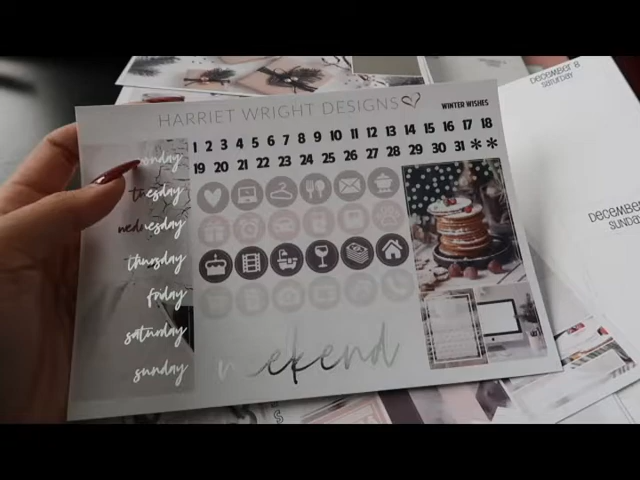 DECEMBER 8
SATURDAY
HARRIET WRIGHT DESIGNS
WINTER WISHES
1 2 3 4 5 6 7 8 9 10 11 12 13 14 15 16 17 18
19 20 21 22 23 24 25 26 27 28 29 30 31 * *
monday
tuesday
wednesday
thursday
friday
saturday
sunday
weekend
DECEMBER
SUNDAY